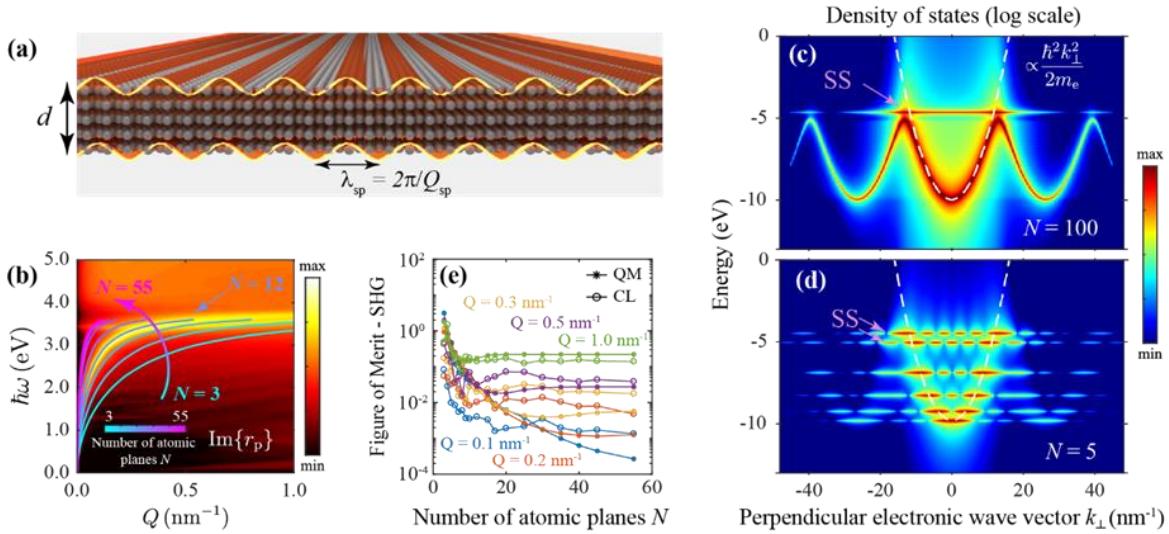 (a)
d
λsp = 2π/Qsp
(b)
ħω (eV)
5.0
4.0
3.0
2.0
1.0
0.0
N = 55
N = 12
N = 3
3
55
Number of atomic
planes N
Im{rp}
0.0
0.5
1.0
Q (nm⁻¹)
max
min
(e)
Figure of Merit - SHG
10²
10⁰
10⁻²
10⁻⁴
QM
CL
Q = 0.3 nm⁻¹
Q = 0.5 nm⁻¹
Q = 1.0 nm⁻¹
Q = 0.1 nm⁻¹
Q = 0.2 nm⁻¹
0
10
20
30
40
50
60
Number of atomic planes N
Density of states (log scale)
(c)
∝ħ²k⊥²/2me
SS
N = 100
0
-5
-10
Energy (eV)
(d)
SS
N = 5
0
-5
-10
-40
-20
0
20
40
Perpendicular electronic wave vector k⊥(nm⁻¹)
max
min